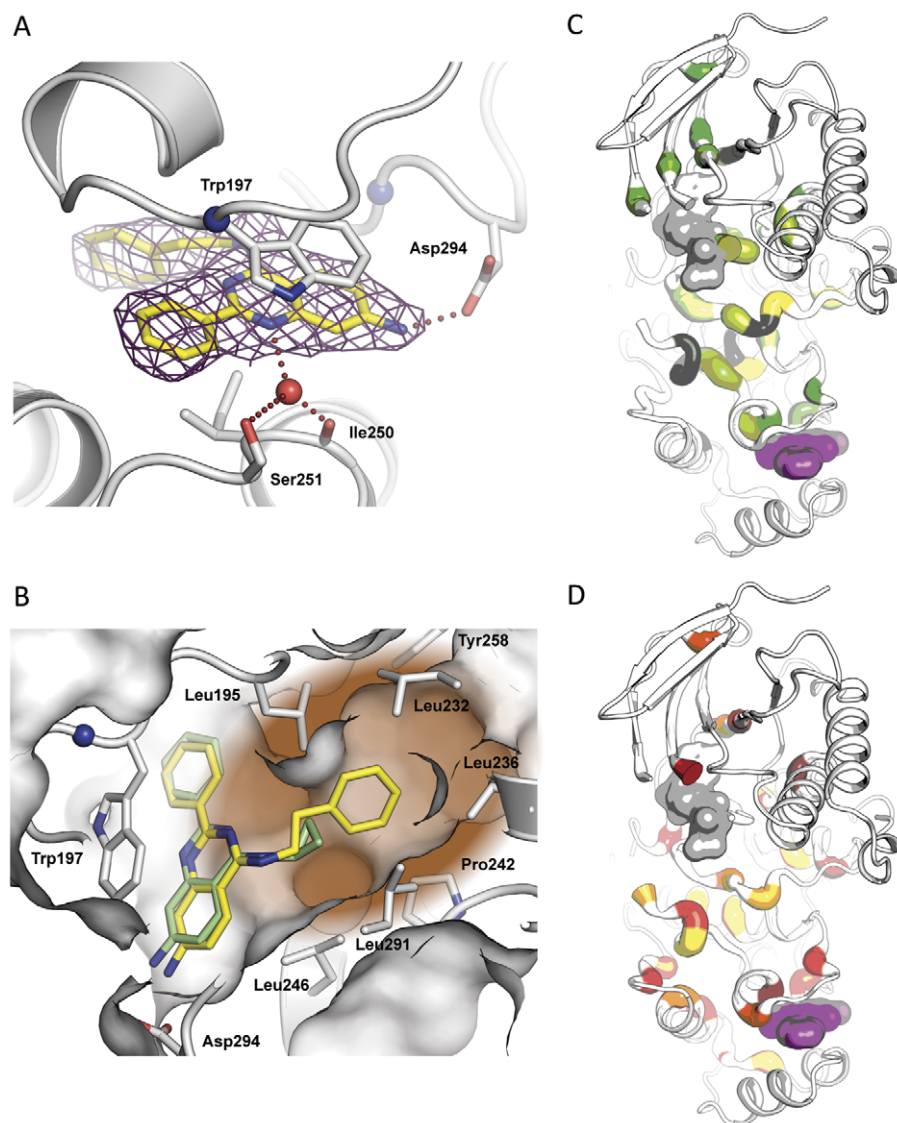 A
Trp197
Asp294
Ile250
Ser251
B
Tyr258
Leu195
Leu232
Leu236
Trp197
Pro242
Leu291
Leu246
Asp294
C
D